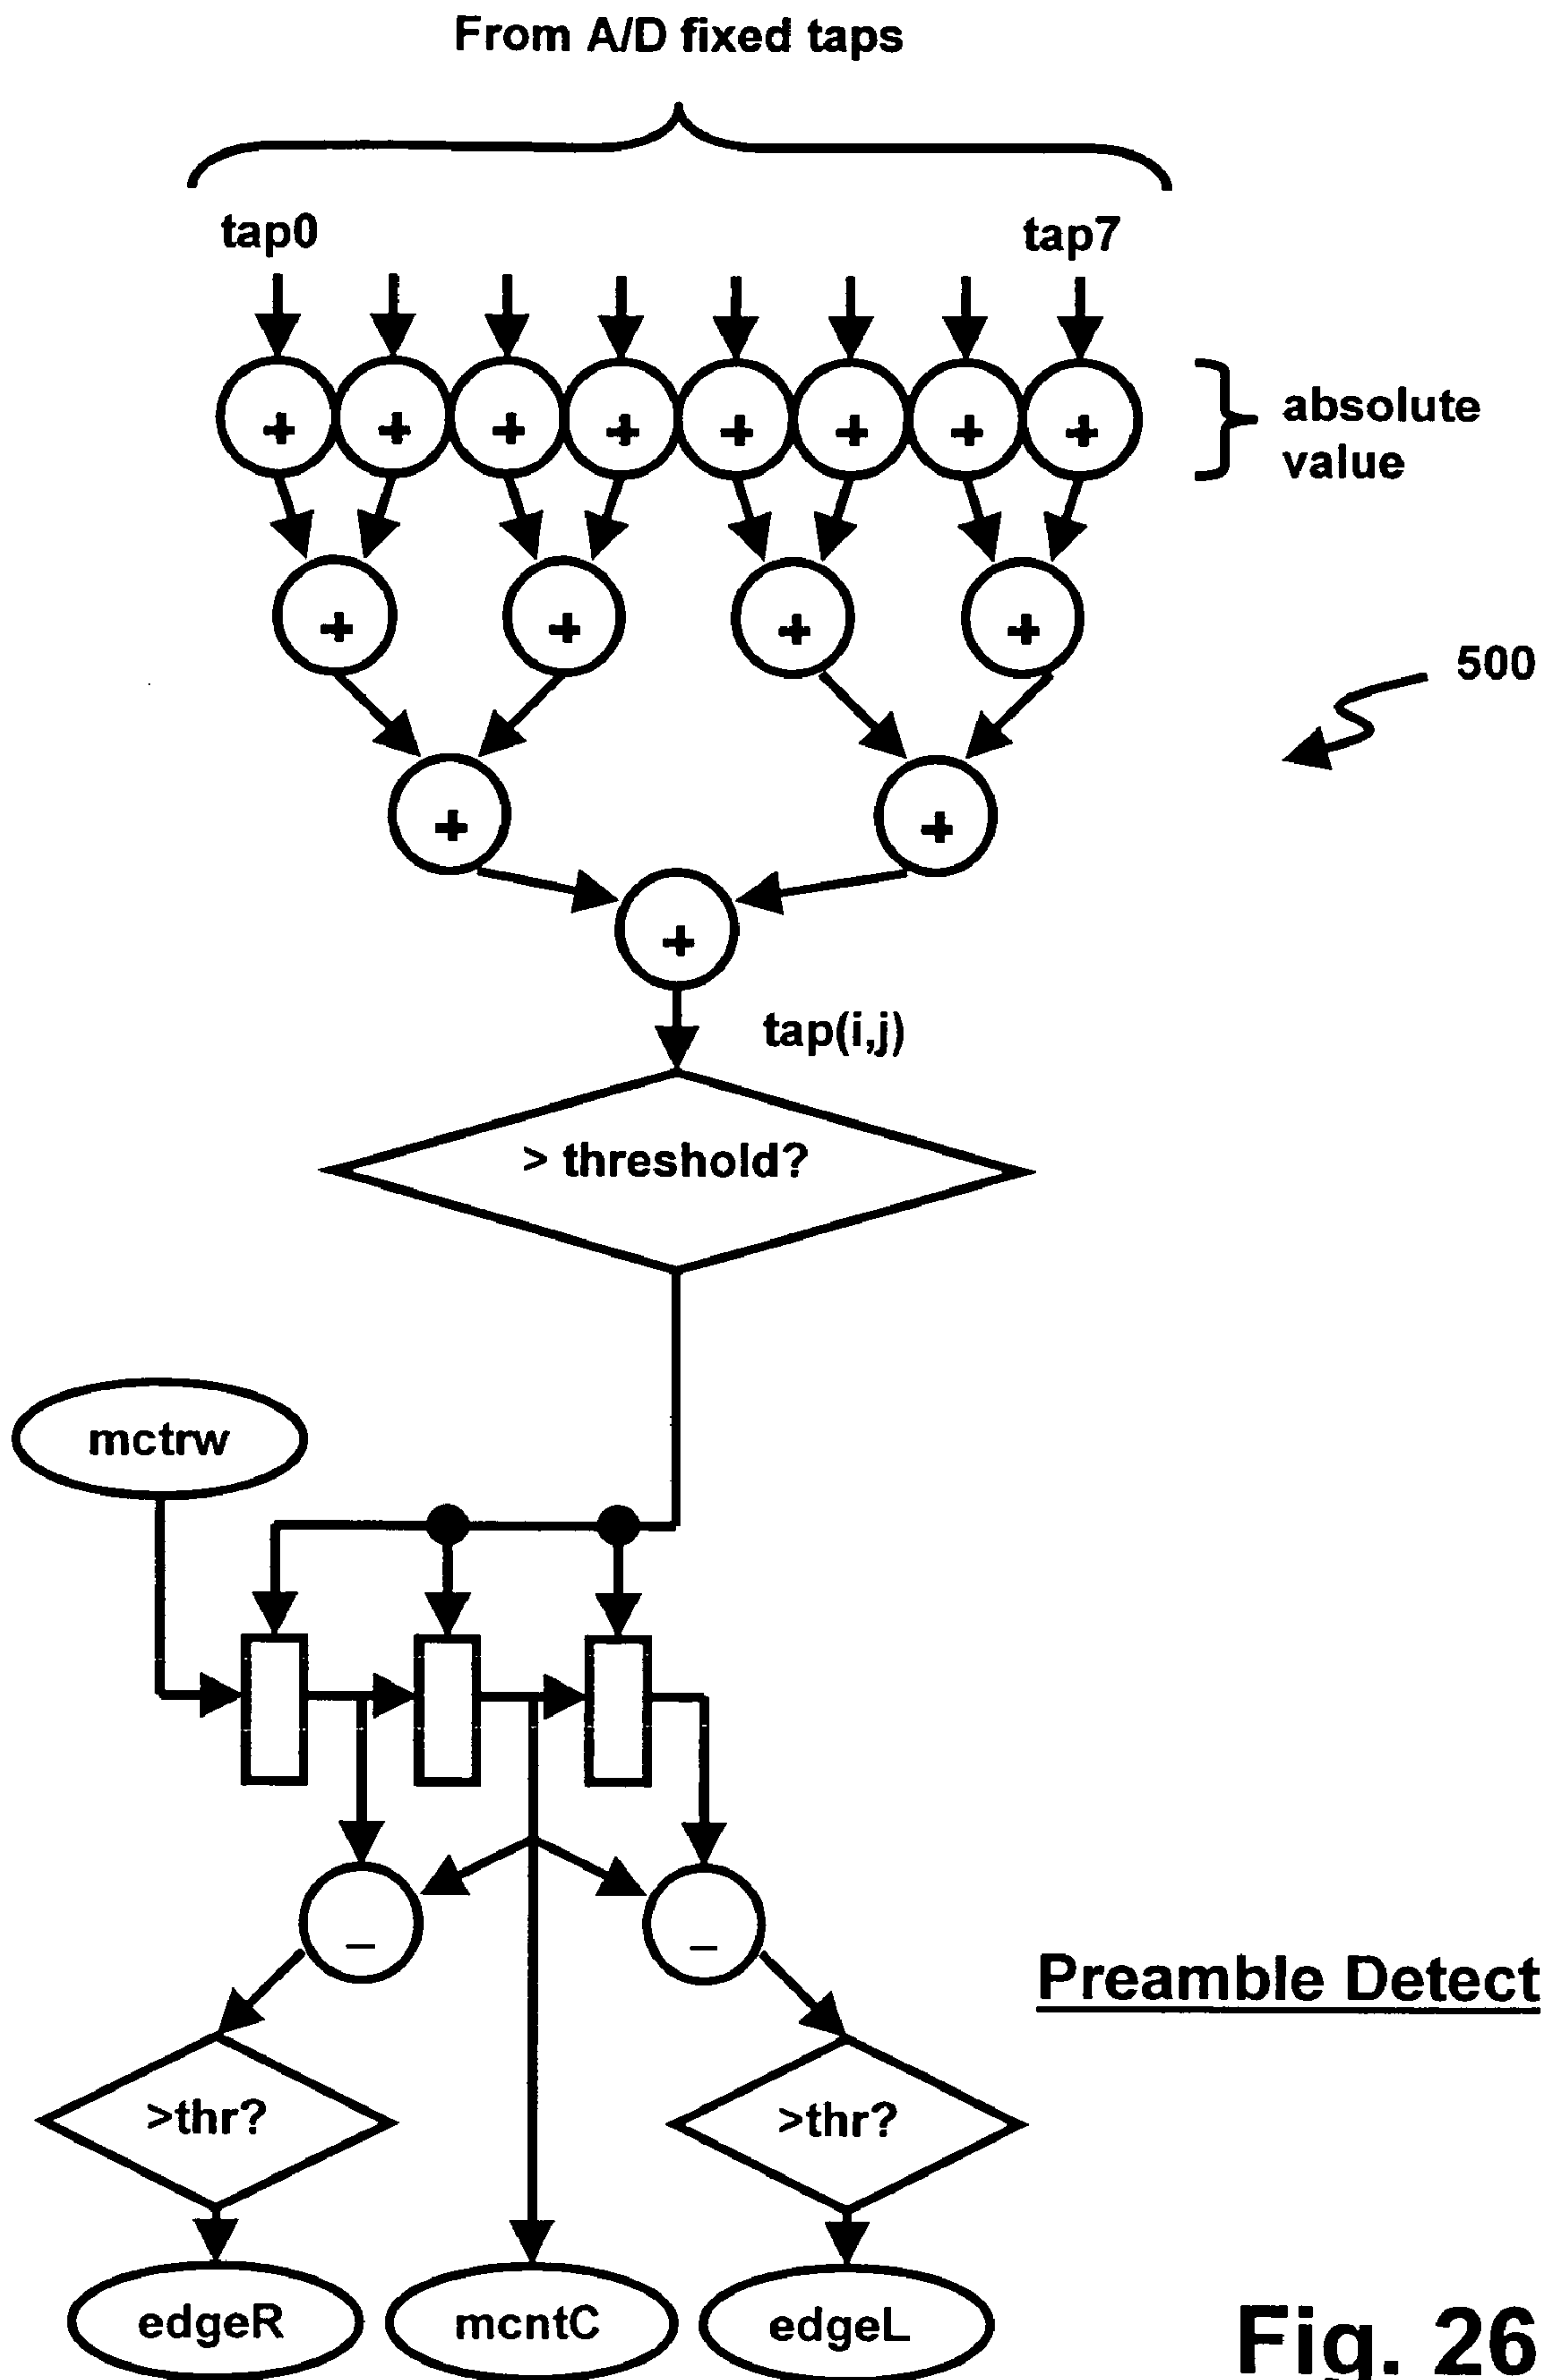 From A/D fixed taps
tap0
tap7
+ + + + + + + +
absolute
value
+ + + +
500
+ +
+
tap(i,j)
> threshold?
mctrw
– –
Preamble Detect
>thr?
>thr?
edgeR
mcntC
edgeL
Fig. 26